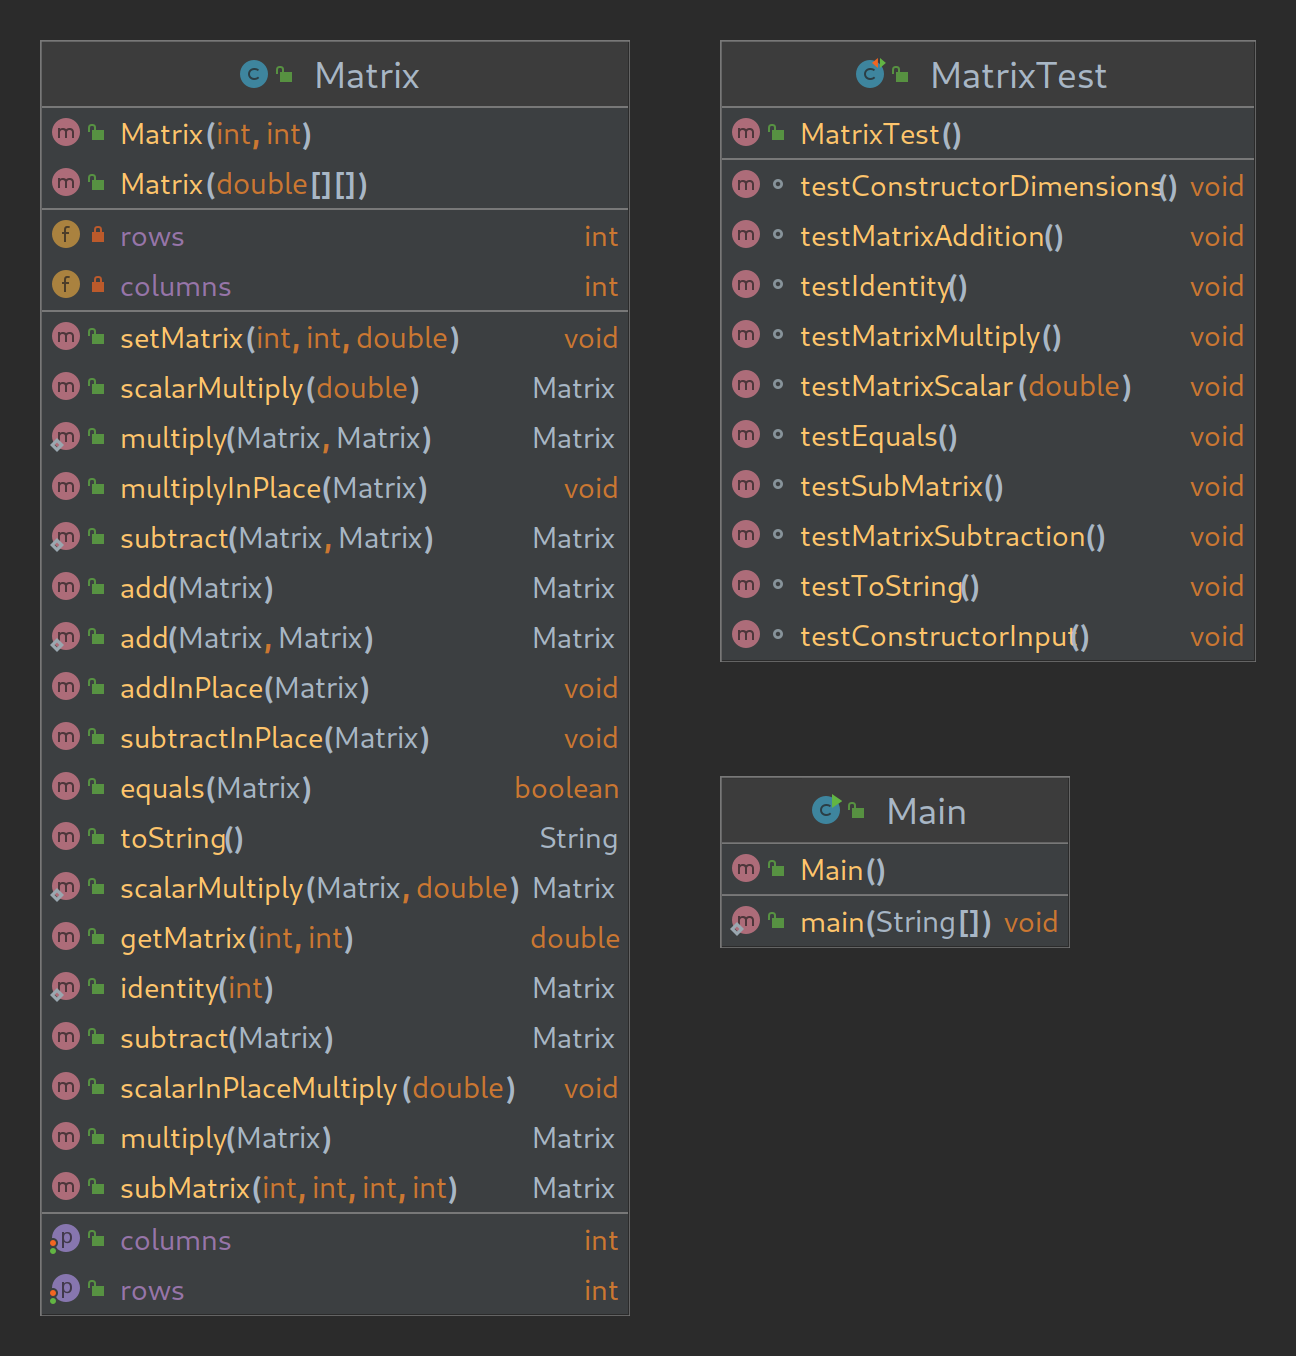 Matrix
Matrix(int, int)
Matrix(double[][])
rows int
columns int
setMatrix(int, int, double) void
scalarMultiply(double) Matrix
multiply(Matrix, Matrix) Matrix
multiplyInPlace(Matrix) void
subtract(Matrix, Matrix) Matrix
add(Matrix) Matrix
add(Matrix, Matrix) Matrix
addInPlace(Matrix) void
subtractInPlace(Matrix) void
equals(Matrix) boolean
toString() String
scalarMultiply(Matrix, double) Matrix
getMatrix(int, int) double
identity(int) Matrix
subtract(Matrix) Matrix
scalarInPlaceMultiply(double) void
multiply(Matrix) Matrix
subMatrix(int, int, int, int) Matrix
columns int
rows int
MatrixTest
MatrixTest()
testConstructorDimensions() void
testMatrixAddition() void
testIdentity() void
testMatrixMultiply() void
testMatrixScalar(double) void
testEquals() void
testSubMatrix() void
testMatrixSubtraction() void
testToString() void
testConstructorInput() void
Main
Main()
main(String[]) void